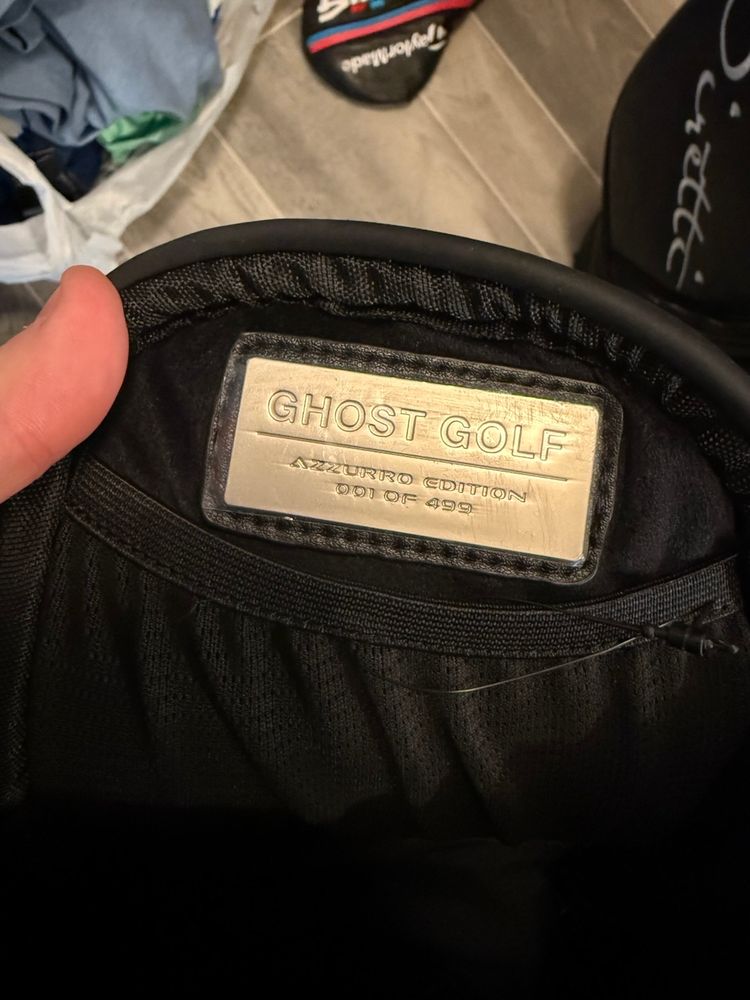 TaylorMade
GHOST GOLF
AZZURRO EDITION
001 OF 499